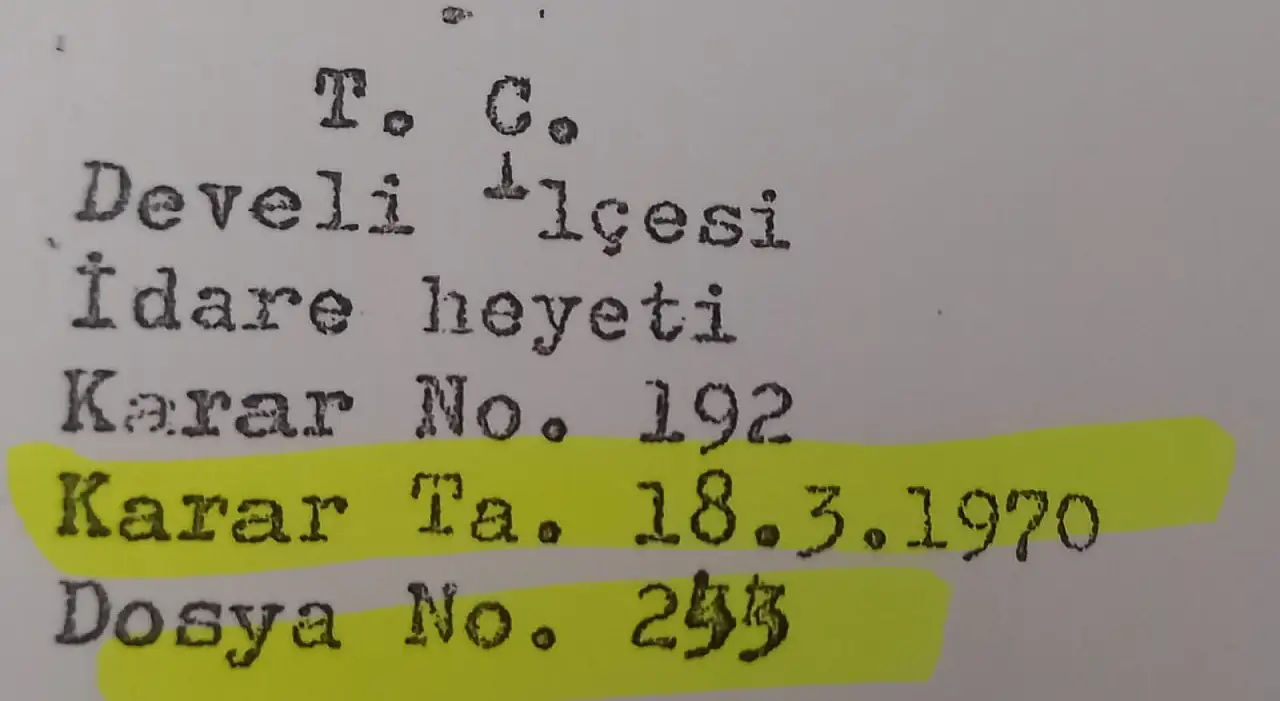 T. C.
Develi İlçesi
İdare heyeti
Karar No. 192
Karar Ta. 18.3.1970
Dosya No.